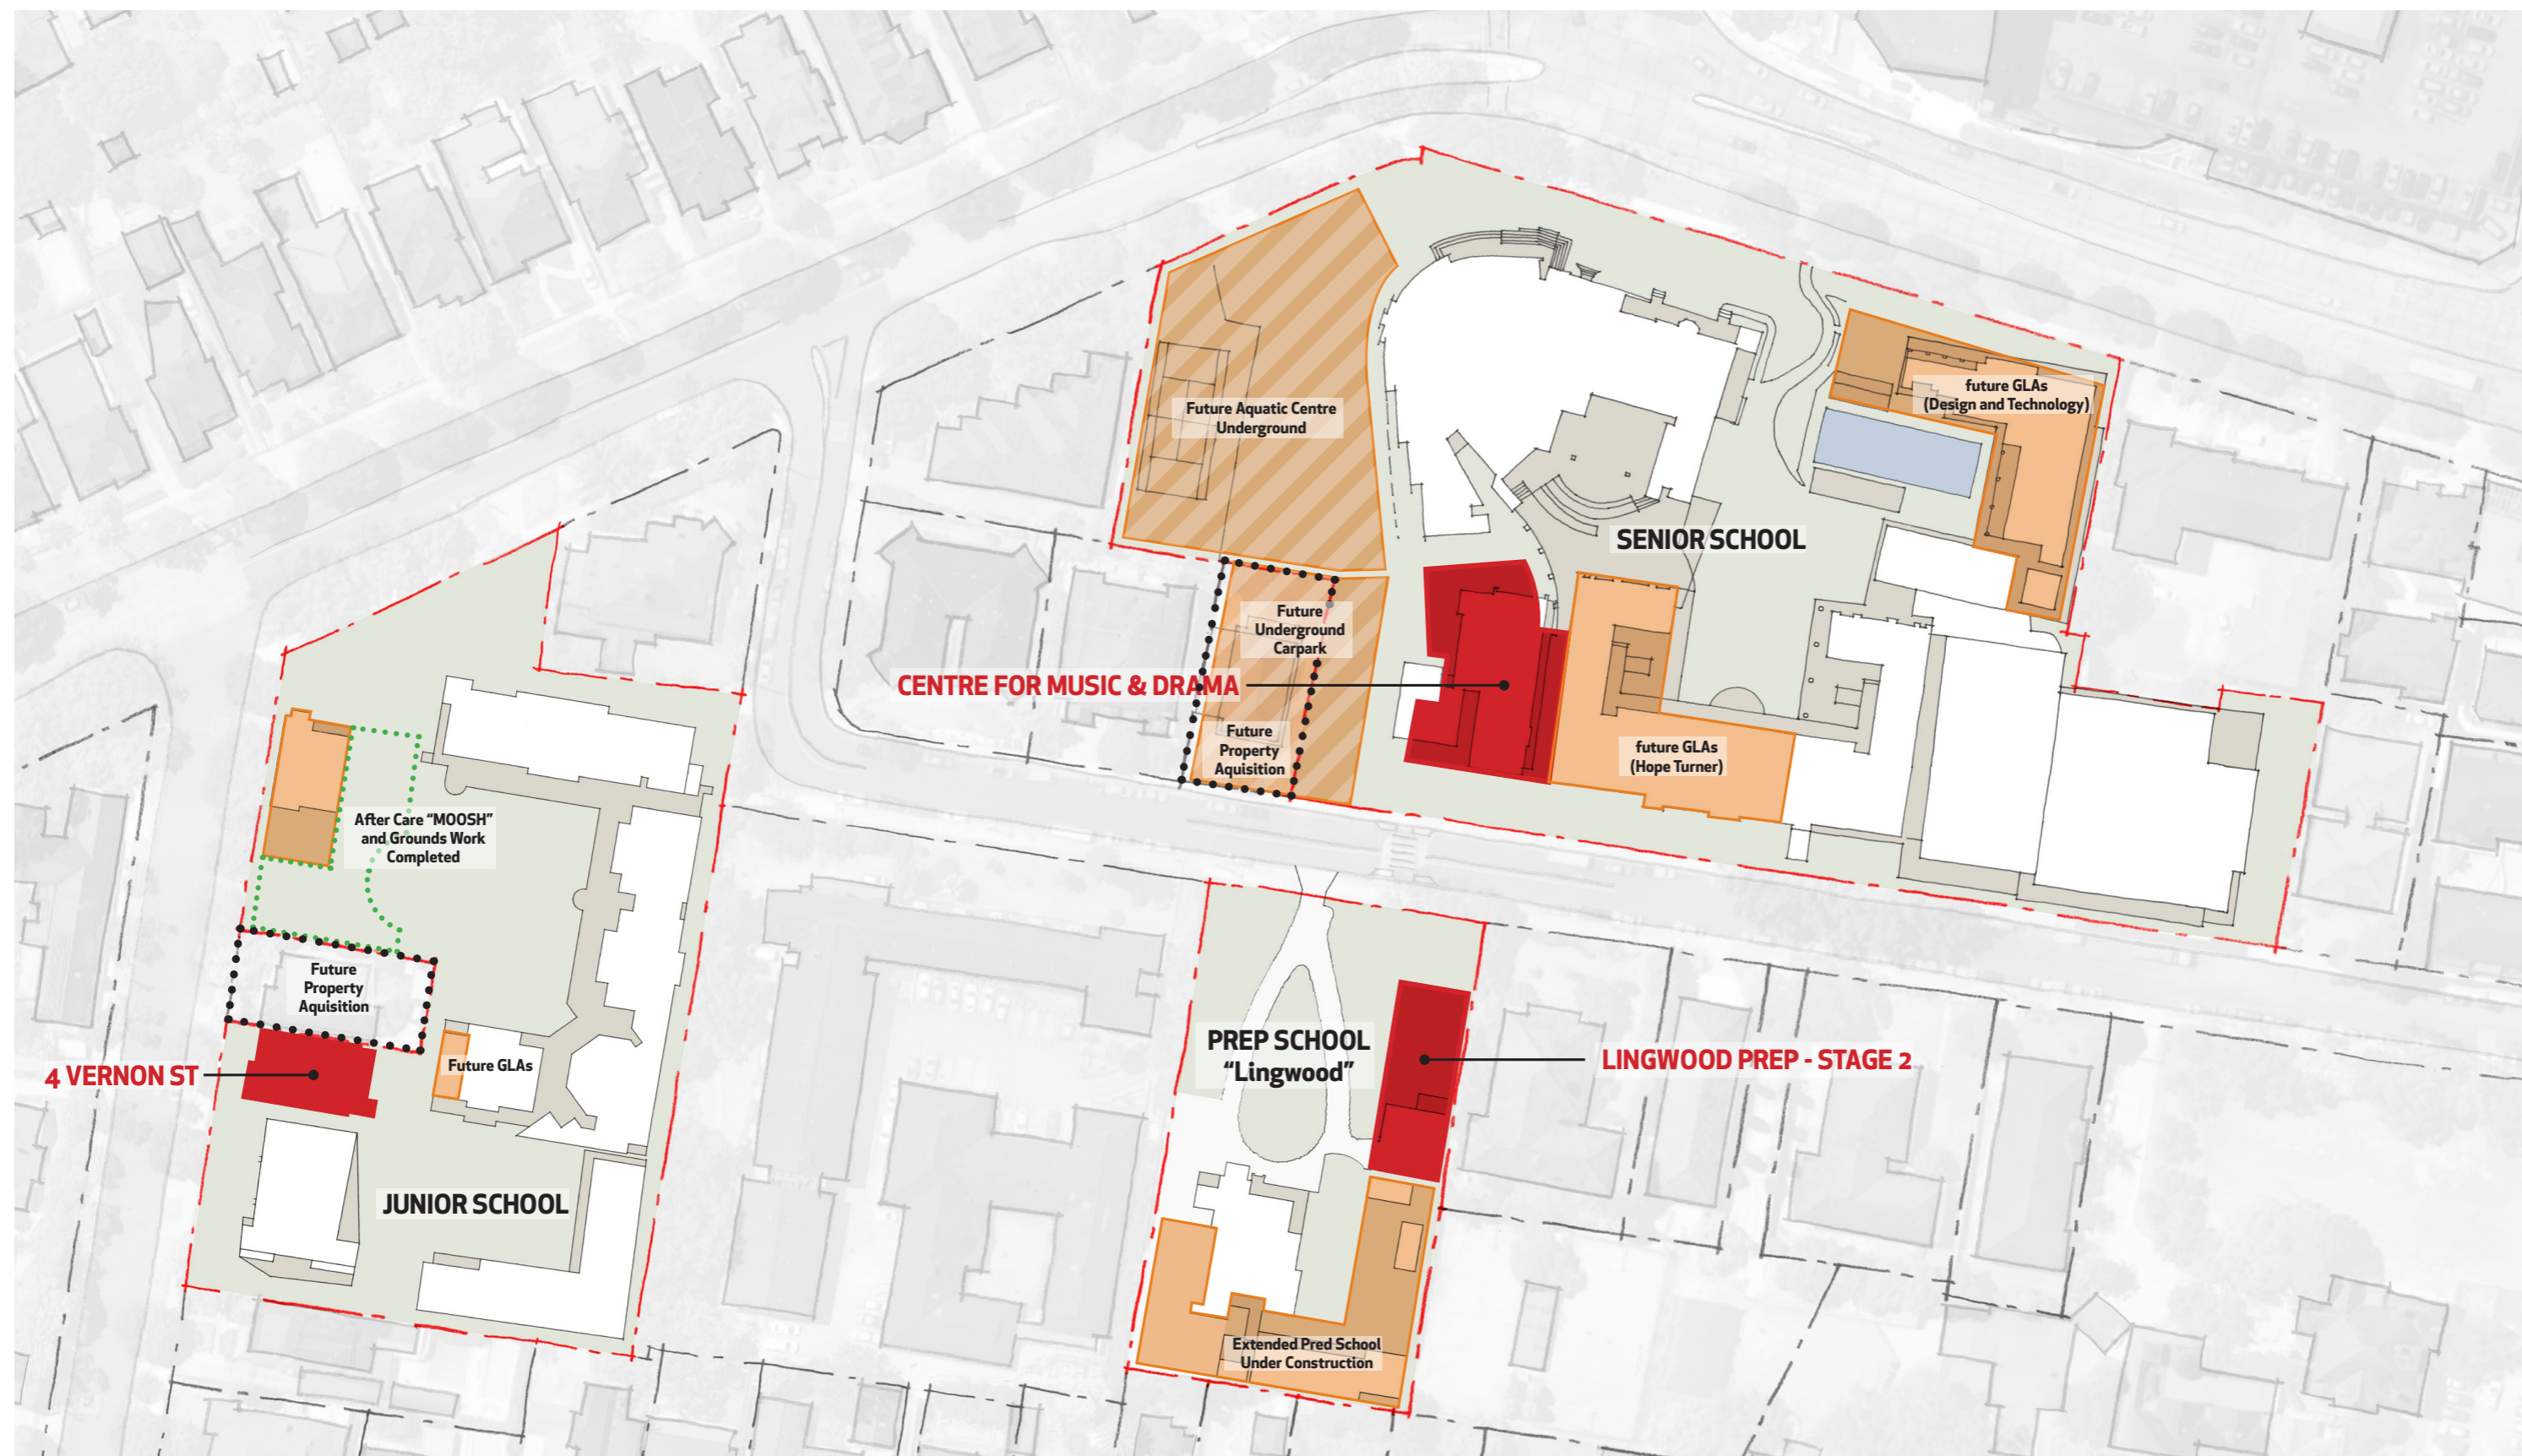 future GLAs
(Design and Technology)
Future Aquatic Centre
Underground
SENIOR SCHOOL
Future
Underground
Carpark
CENTRE FOR MUSIC & DRAMA
Future
Property
Aquisition
future GLAs
(Hope Turner)
After Care “MOOSH”
and Grounds Work
Completed
Future
Property
Aquisition
4 VERNON ST
Future GLAs
PREP SCHOOL
“Lingwood”
LINGWOOD PREP - STAGE 2
JUNIOR SCHOOL
Extended Pred School
Under Construction